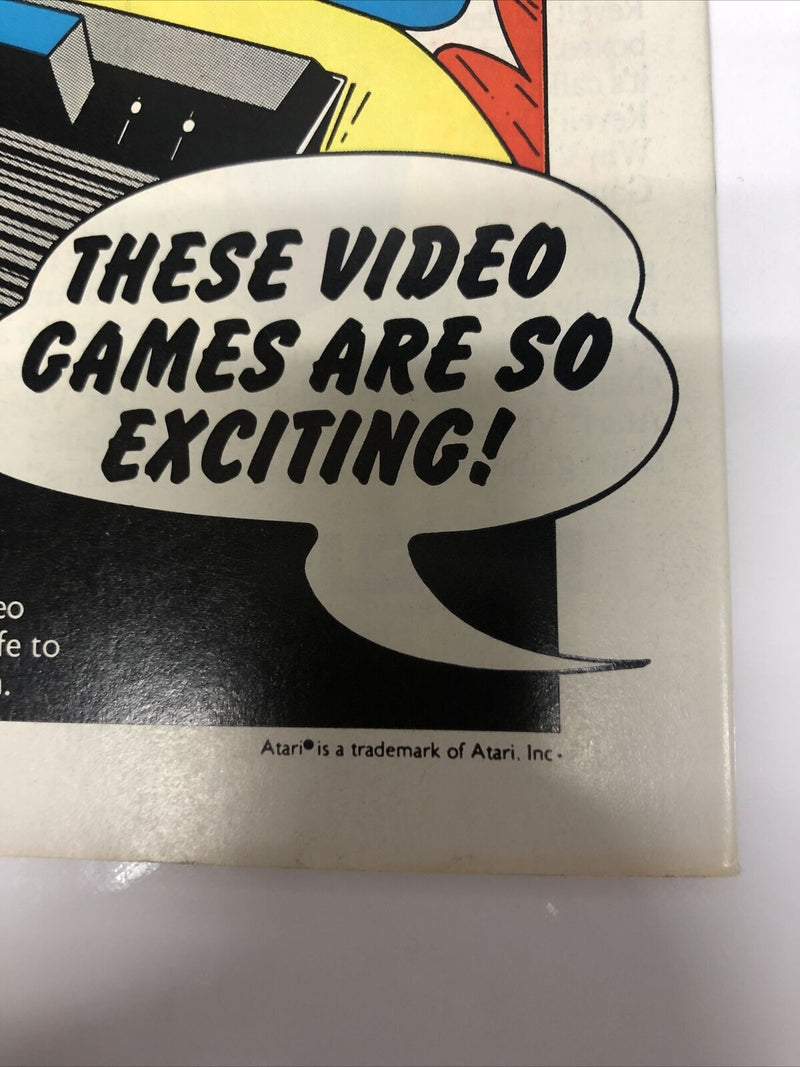 THESE VIDEO
GAMES ARE SO
EXCITING!
eo
fe to
.
Atari® is a trademark of Atari, Inc.